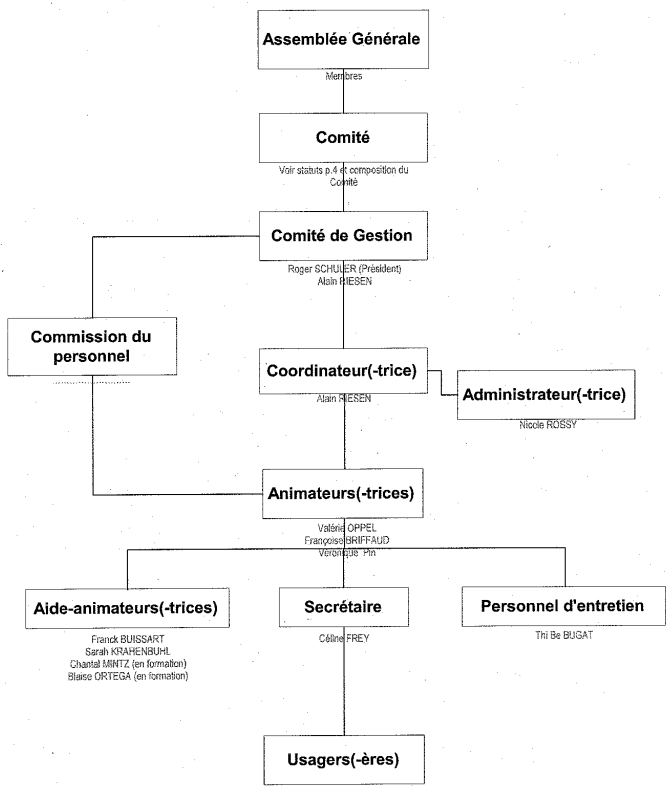 Assemblée Générale
Membres
Comité
Voir statuts p.4 et composition du
Comité
Comité de Gestion
Roger SCHULER (Président)
Alain RIESEN
Commission du
personnel
Coordinateur(-trice)
Alain RIESEN
Administrateur(-trice)
Nicole ROSSY
Animateurs(-trices)
Valérie OPPEL
Françoise BRIFFAUD
Véronique Pin
Aide-animateurs(-trices)
Franck BUISSART
Sarah KRAHENBUHL
Chantal MINTZ (en formation)
Blaise ORTEGA (en formation)
Secrétaire
Céline FREY
Personnel d'entretien
Thi Be BUGAT
Usagers(-ères)